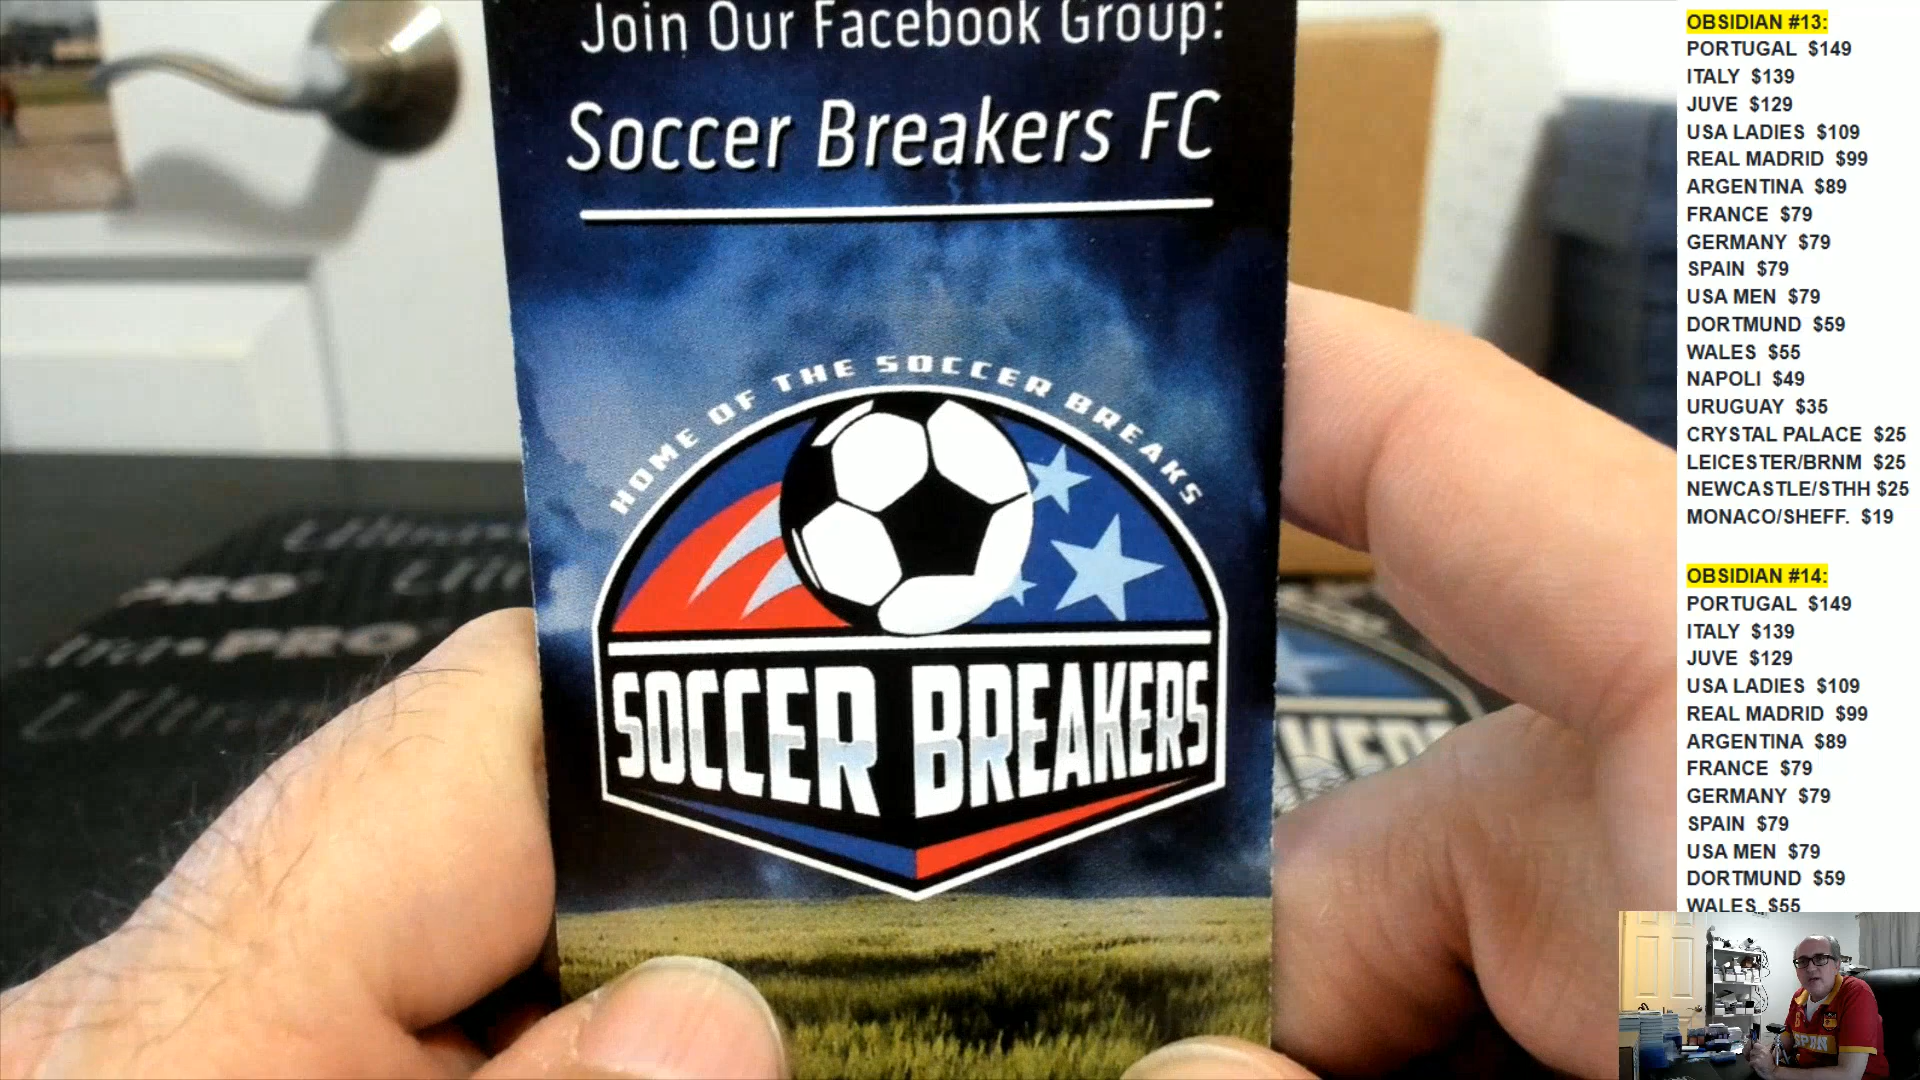 Join Our Facebook Group:
Soccer Breakers FC
HOME OF THE SOCCER BREAKS
SOCCER BREAKERS
PRO
PRO
OBSIDIAN #13:
PORTUGAL $149
ITALY $139
JUVE $129
USA LADIES $109
REAL MADRID $99
ARGENTINA $89
FRANCE $79
GERMANY $79
SPAIN $79
USA MEN $79
DORTMUND $59
WALES $55
NAPOLI $49
URUGUAY $35
CRYSTAL PALACE $25
LEICESTER/BRNM $25
NEWCASTLE/STHH $25
MONACO/SHEFF. $19
OBSIDIAN #14:
PORTUGAL $149
ITALY $139
JUVE $129
USA LADIES $109
REAL MADRID $99
ARGENTINA $89
FRANCE $79
GERMANY $79
SPAIN $79
USA MEN $79
DORTMUND $59
WALES $55